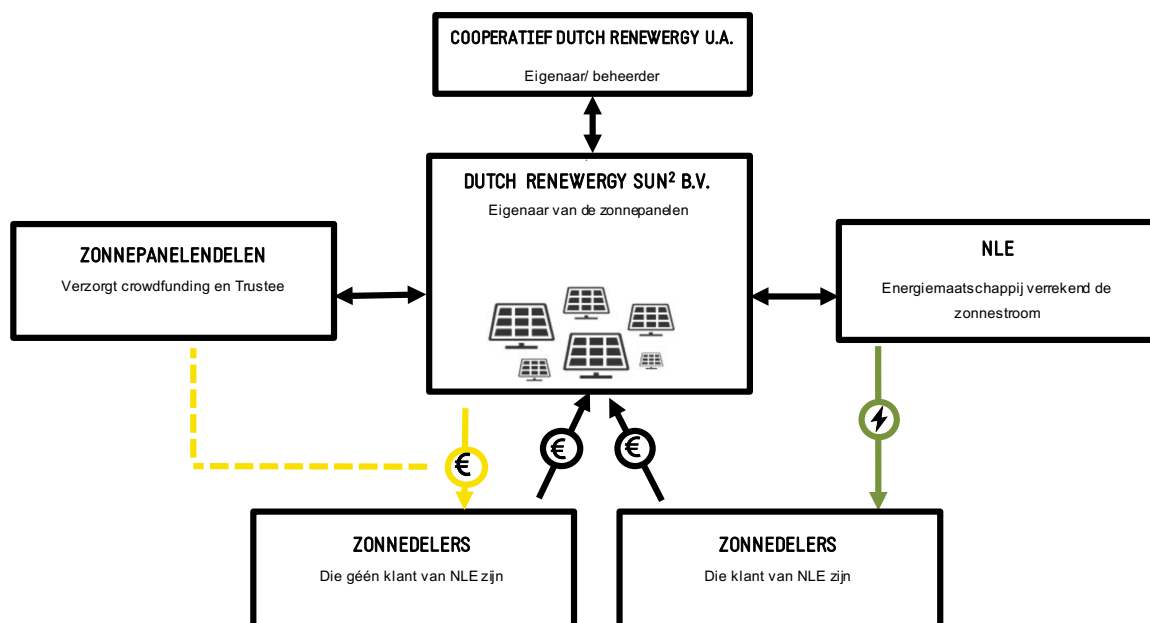 COOPERATIEF DUTCH RENEWERGY U.A.
Eigenaar/ beheerder
DUTCH RENEWERGY SUN² B.V.
Eigenaar van de zonnepanelen
ZONNEPANELENDELEN
Verzorgt crowdfunding en Trustee
NLE
Energiemaatschappij verrekend de
zonnestroom
€
€
€
ZONNEDELERS
Die géén klant van NLE zijn
ZONNEDELERS
Die klant van NLE zijn